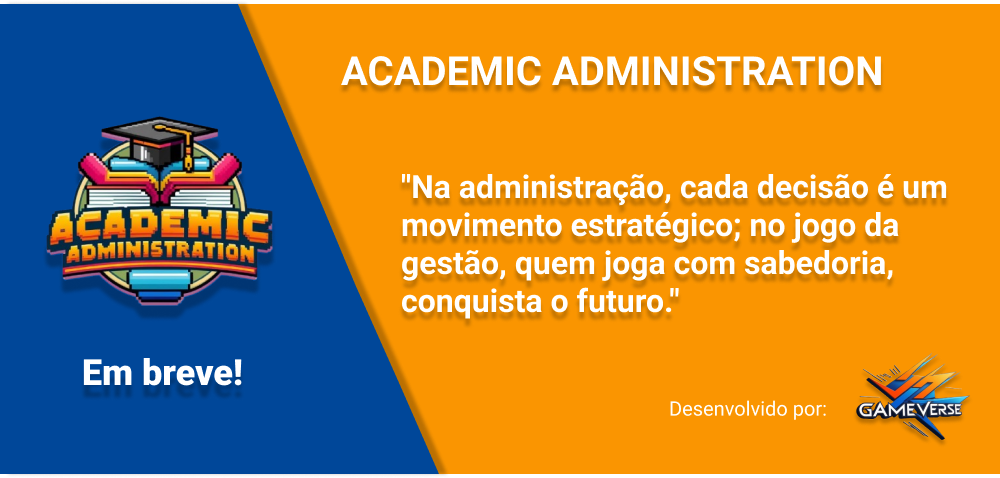 ACADEMIC ADMINISTRATION
ACADEMIC
ADMINISTRATION
Em breve!
"Na administração, cada decisão é um
movimento estratégico; no jogo da
gestão, quem joga com sabedoria,
conquista o futuro."
Desenvolvido por:
GAMEVERSE